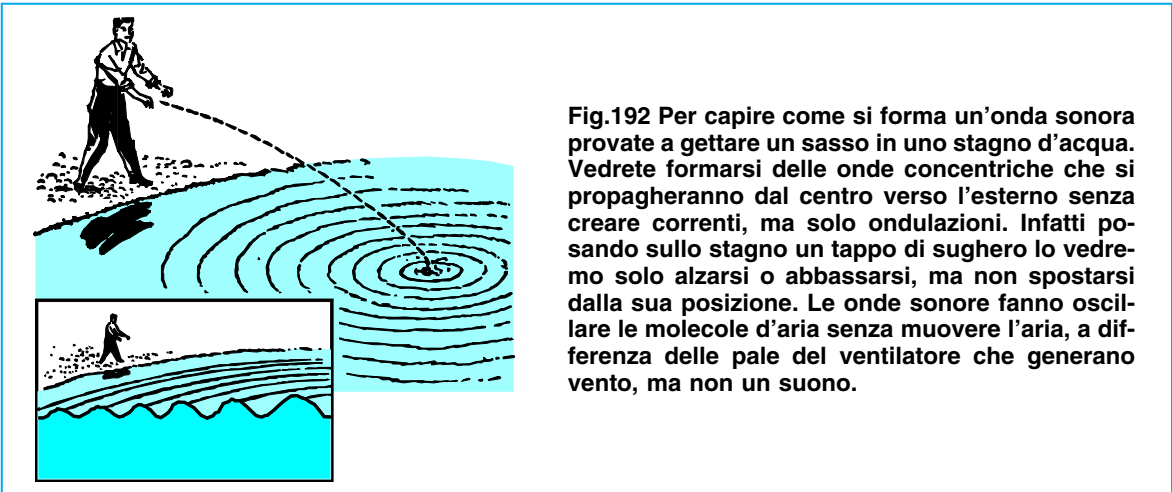 Fig.192 Per capire come si forma un'onda sonora
provate a gettare un sasso in uno stagno d'acqua.
Vedrete formarsi delle onde concentriche che si
propagheranno dal centro verso l'esterno senza
creare correnti, ma solo ondulazioni. Infatti po-
sando sullo stagno un tappo di sughero lo vedre-
mo solo alzarsi o abbassarsi, ma non spostarsi
dalla sua posizione. Le onde sonore fanno oscil-
lare le molecole d'aria senza muovere l'aria, a dif-
ferenza delle pale del ventilatore che generano
vento, ma non un suono.